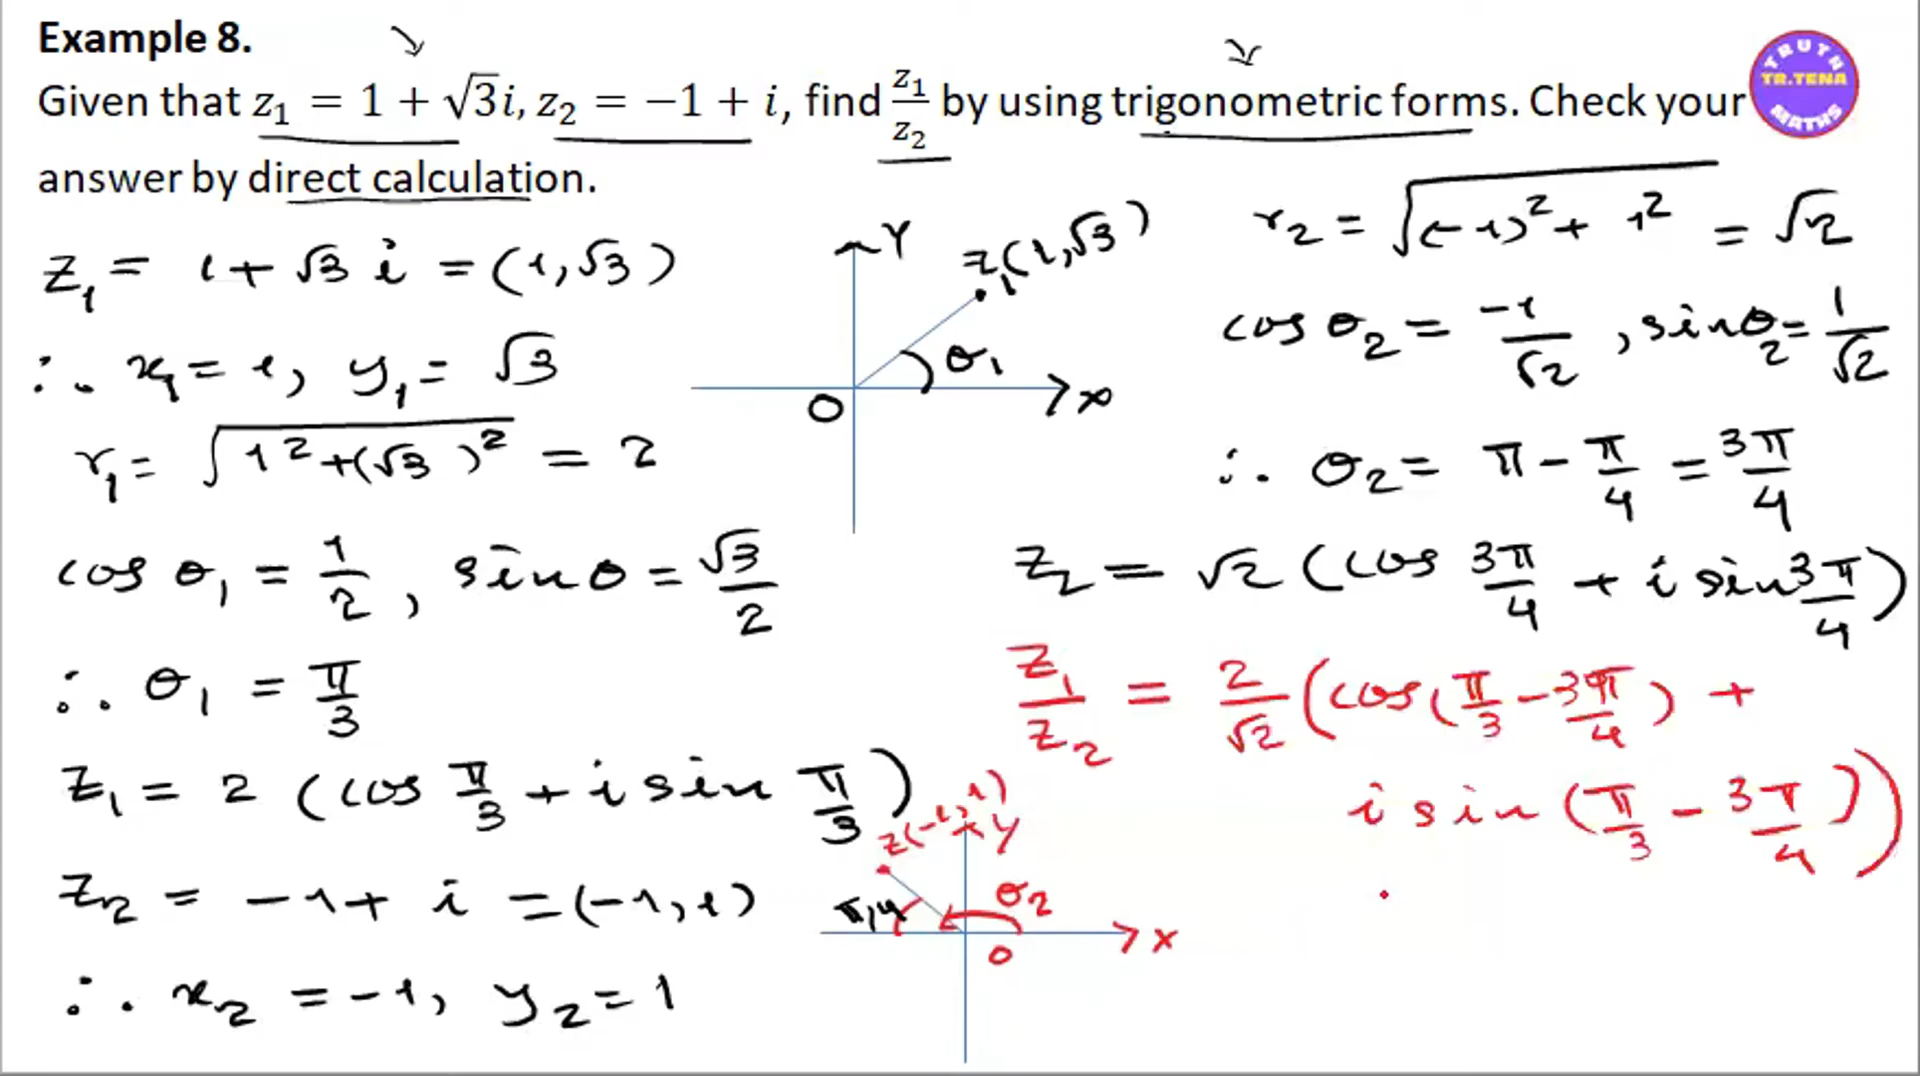 Example 8.
Given that z₁ = 1 + √3i, z₂ = −1 + i, find z₁/z₂ by using trigonometric forms. Check your
answer by direct calculation.
TRUTH
TR.TENA
MATHS
z₁ = 1 + √3 i = (1, √3)
∴ x₁ = 1, y₁ = √3
r₁ = √(1² + (√3)²) = 2
cos θ₁ = 1/2, sin θ = √3/2
∴ θ₁ = π/3
z₁ = 2 (cos π/3 + i sin π/3)
z₂ = −1 + i = (−1, 1)
∴ x₂ = −1, y₂ = 1
Y
z₁(1, √3)
θ₁
O
X
r₂ = √((−1)² + 1²) = √2
cos θ₂ = −1/√2, sin θ₂ = 1/√2
∴ θ₂ = π − π/4 = 3π/4
z₂ = √2 (cos 3π/4 + i sin 3π/4)
z₁/z₂ = 2/√2 (cos(π/3 − 3π/4) +
i sin (π/3 − 3π/4))
z(−1, 1)
Y
π/4
θ₂
O
X